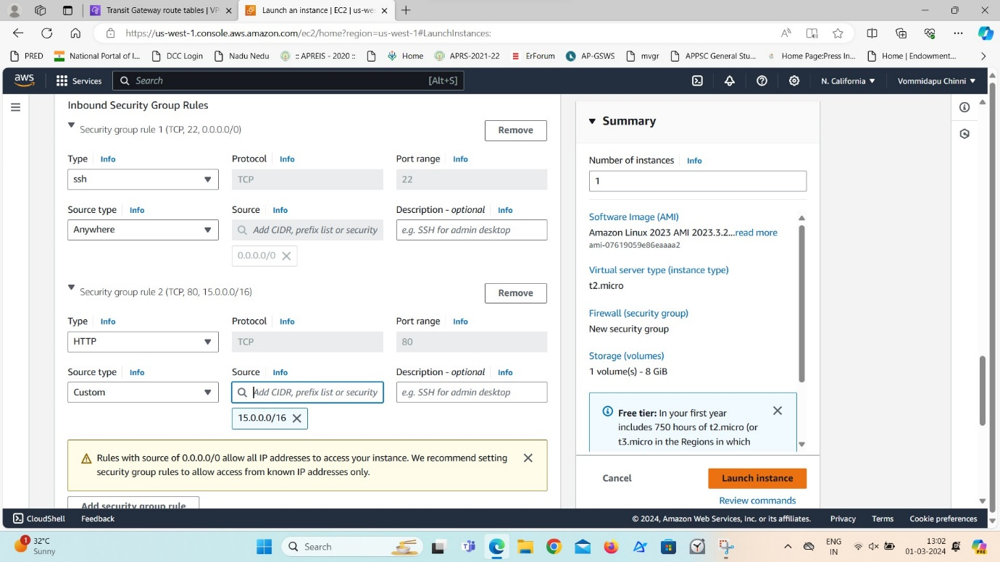 Transit Gateway route tables | VP
Launch an instance | EC2 | us-we
https://us-west-1.console.aws.amazon.com/ec2/home?region=us-west-1#LaunchInstances:
PRED National Portal of I... DCC Login Nadu Nedu :: APREIS - 2020 :: Home APRS-2021-22 ErForum AP-GSWS mvgr APPSC General Stu... Home Page:Press In... Home | Endowment...
aws Services Search [Alt+S] N. California Vommidapu Chinni
Inbound Security Group Rules
Security group rule 1 (TCP, 22, 0.0.0.0/0)
Remove
Type Info Protocol Info Port range Info
ssh TCP 22
Source type Info Source Info Description - optional Info
Anywhere Add CIDR, prefix list or security e.g. SSH for admin desktop
0.0.0.0/0
Security group rule 2 (TCP, 80, 15.0.0.0/16)
Remove
Type Info Protocol Info Port range Info
HTTP TCP 80
Source type Info Source Info Description - optional Info
Custom Add CIDR, prefix list or security e.g. SSH for admin desktop
15.0.0.0/16
Rules with source of 0.0.0.0/0 allow all IP addresses to access your instance. We recommend setting
security group rules to allow access from known IP addresses only.
Add security group rule
Summary
Number of instances Info
1
Software Image (AMI)
Amazon Linux 2023 AMI 2023.3.2...read more
ami-07619059e86eaaaa2
Virtual server type (instance type)
t2.micro
Firewall (security group)
New security group
Storage (volumes)
1 volume(s) - 8 GiB
Free tier: In your first year
includes 750 hours of t2.micro (or
t3.micro in the Regions in which
Cancel Launch instance
Review commands
CloudShell Feedback © 2024, Amazon Web Services, Inc. or its affiliates. Privacy Terms Cookie preferences
1
32°C
Sunny
Search
ENG
IN
13:02
01-03-2024
PRE